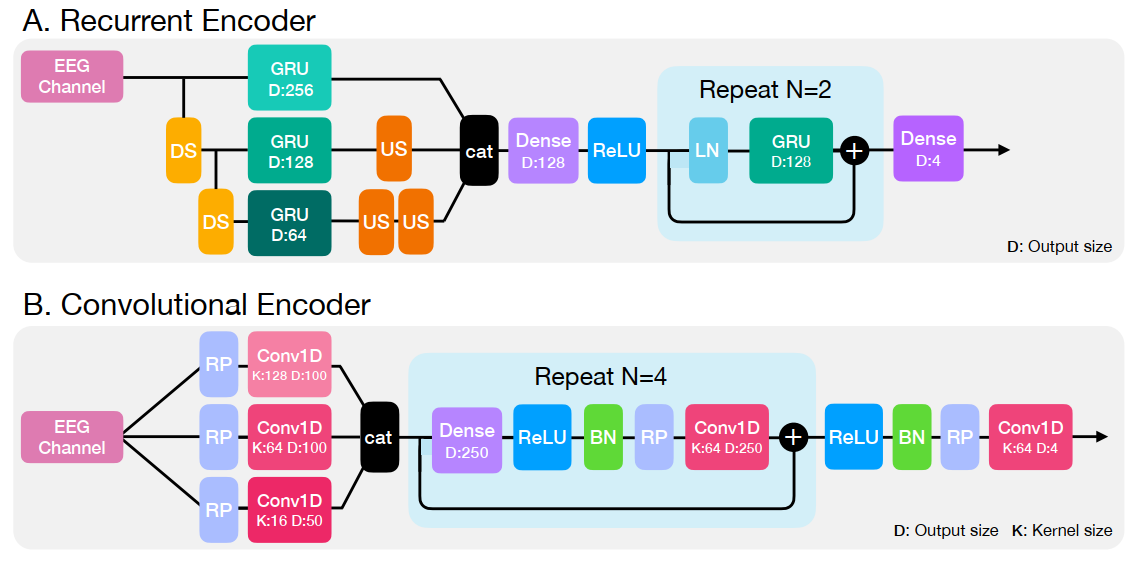 A. Recurrent Encoder
EEG
Channel
GRU
D:256
DS
GRU
D:128
US
DS
GRU
D:64
US
US
cat
Dense
D:128
ReLU
Repeat N=2
LN
GRU
D:128
+
Dense
D:4
D: Output size
B. Convolutional Encoder
EEG
Channel
RP
Conv1D
K:128 D:100
RP
Conv1D
K:64 D:100
RP
Conv1D
K:16 D:50
cat
Repeat N=4
Dense
D:250
ReLU
BN
RP
Conv1D
K:64 D:250
+
ReLU
BN
RP
Conv1D
K:64 D:4
D: Output size K: Kernel size